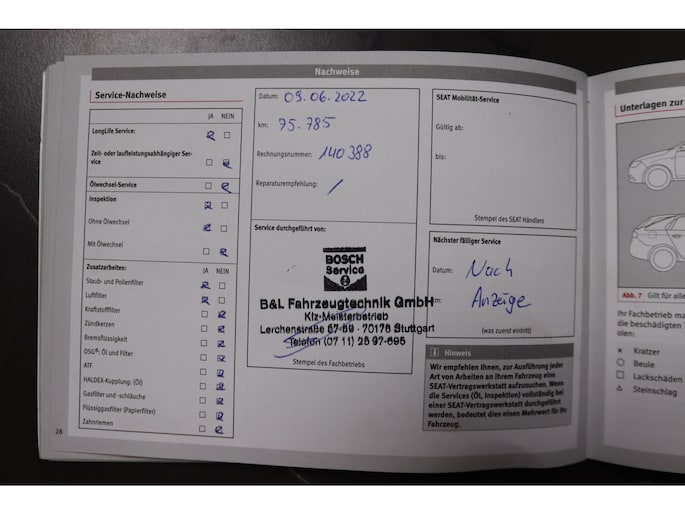 Nachweise
Service-Nachweise
JA NEIN
LongLife Service:
Zeit- oder laufleistungsabhängiger Ser-
vice
Ölwechsel-Service
Inspektion
Ohne Ölwechsel
Mit Ölwechsel
Zusatzarbeiten: JA NEIN
Staub- und Pollenfilter
Luftfilter
Kraftstofffilter
Zündkerzen
Bremsflüssigkeit
DSG®: Öl und Filter
ATF
HALDEX-Kupplung: (Öl)
Gasfilter und -schläuche
Flüssiggasfilter (Papierfilter)
Zahnriemen
28
Datum: 09.06.2022
km: 75.785
Rechnungsnummer: 140388
Reparaturempfehlung: /
Service durchgeführt von:
BOSCH
Service
B&L Fahrzeugtechnik GmbH
Kfz-Meisterbetrieb
Lerchenstraße 67-69 · 70176 Stuttgart
Telefon (07 11) 26 97-695
Stempel des Fachbetriebs
SEAT Mobilität-Service
Gültig ab:
bis:
Stempel des SEAT Händlers
Nächster fälliger Service
Datum: Nach
km: Anzeige
(was zuerst eintritt)
Hinweis
Wir empfehlen Ihnen, zur Ausführung jeder
Art von Arbeiten an Ihrem Fahrzeug eine
SEAT-Vertragswerkstatt aufzusuchen. Wenn
die Services (Öl, Inspektion) vollständig bei
einer SEAT-Vertragswerkstatt durchgeführt
werden, bedeutet dies einen Mehrwert für Ihr
Fahrzeug.
Unterlagen zur
Abb. 7 Gilt für alle
Ihr Fachbetrieb ma
die beschädigten
olen:
× Kratzer
Beule
Lackschäden
Steinschlag